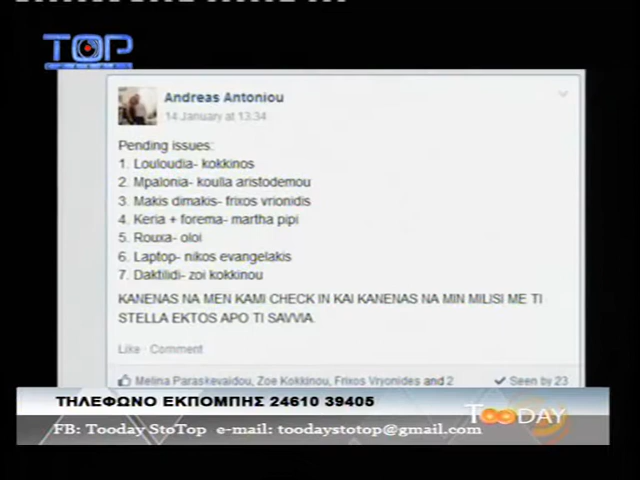 TOP
Andreas Antoniou
14 January at 13:34
Pending issues:
1. Louloudia- kokkinos
2. Mpalonia- koulla aristodemou
3. Makis dimakis- frixos vrionidis
4. Keria + forema- martha pipi
5. Rouxa- oloi
6. Laptop- nikos evangelakis
7. Daktilidi- zoi kokkinou
KANENAS NA MEN KAMI CHECK IN KAI KANENAS NA MIN MILISI ME TI
STELLA EKTOS APO TI SAVVIA.
Like · Comment
Melina Paraskevaidou, Zoe Kokkinou, Frixos Vryonides and 2
Seen by 23
ΤΗΛΕΦΩΝΟ ΕΚΠΟΜΠΗΣ 24610 39405
TOODAY
FB: Tooday StoTop e-mail: toodaystotop@gmail.com